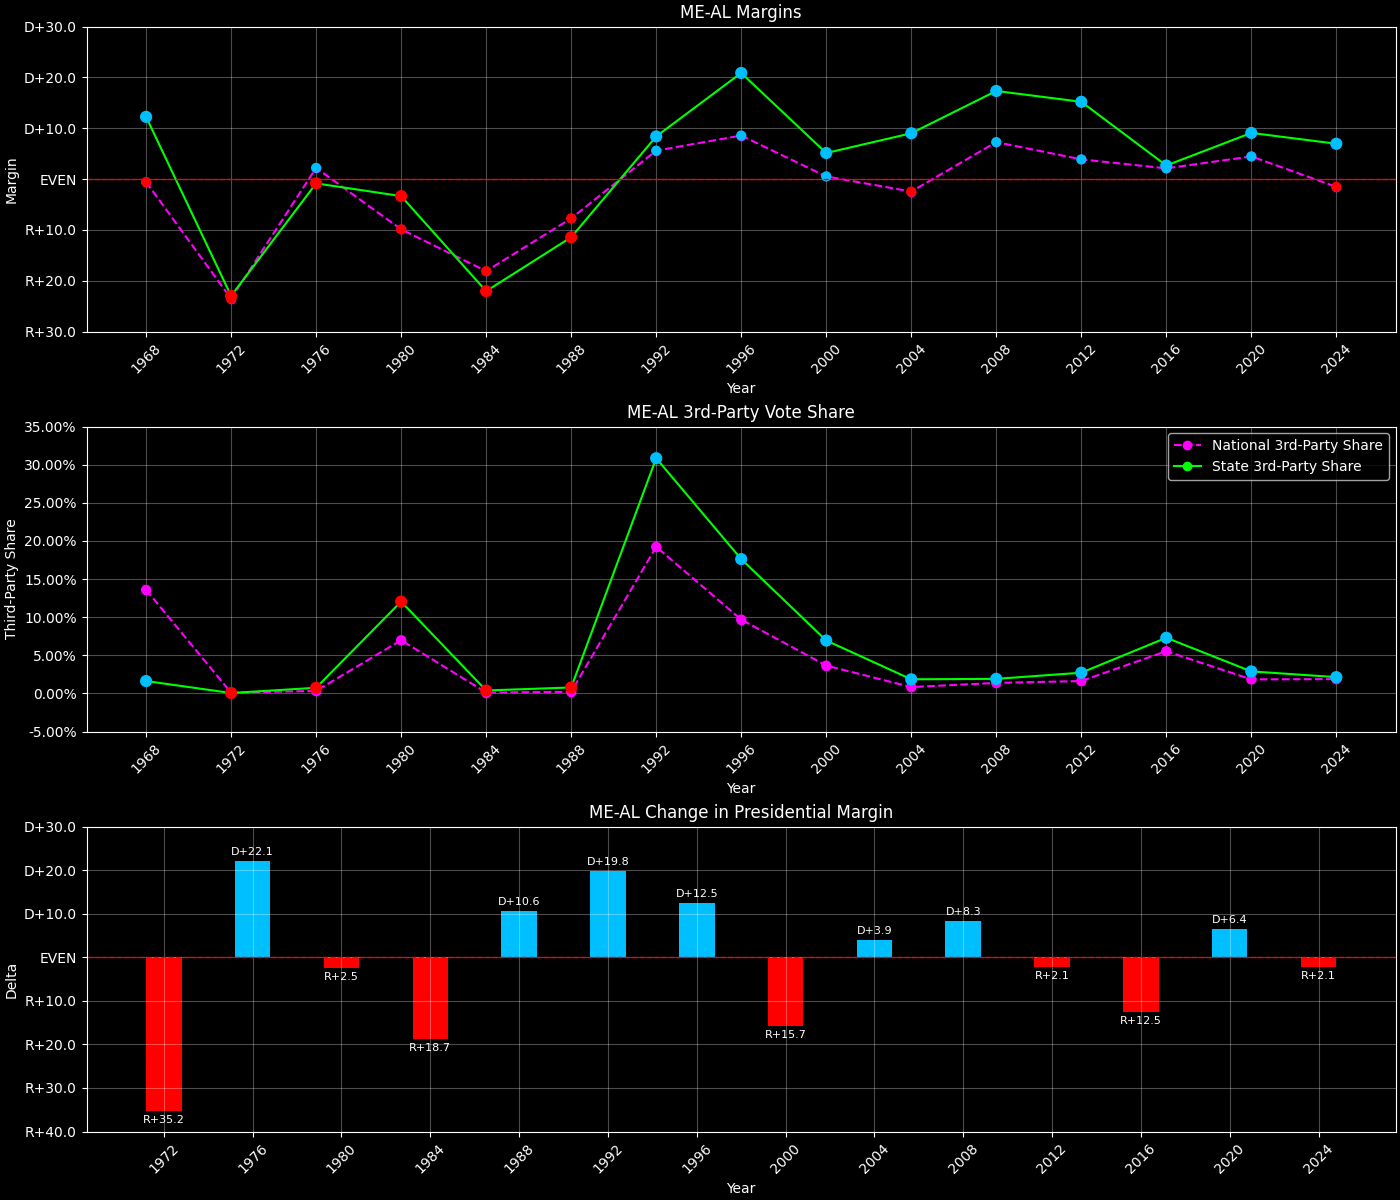 ME-AL Margins
D+30.0
D+20.0
D+10.0
EVEN
R+10.0
R+20.0
R+30.0
Margin
1968 1972 1976 1980 1984 1988 1992 1996 2000 2004 2008 2012 2016 2020 2024
Year
ME-AL 3rd-Party Vote Share
35.00%
30.00%
25.00%
20.00%
15.00%
10.00%
5.00%
0.00%
-5.00%
Third-Party Share
National 3rd-Party Share
State 3rd-Party Share
1968 1972 1976 1980 1984 1988 1992 1996 2000 2004 2008 2012 2016 2020 2024
Year
ME-AL Change in Presidential Margin
D+30.0
D+20.0
D+10.0
EVEN
R+10.0
R+20.0
R+30.0
R+40.0
Delta
R+35.2
D+22.1
R+2.5
R+18.7
D+10.6
D+19.8
D+12.5
R+15.7
D+3.9
D+8.3
R+2.1
R+12.5
D+6.4
R+2.1
1972 1976 1980 1984 1988 1992 1996 2000 2004 2008 2012 2016 2020 2024
Year